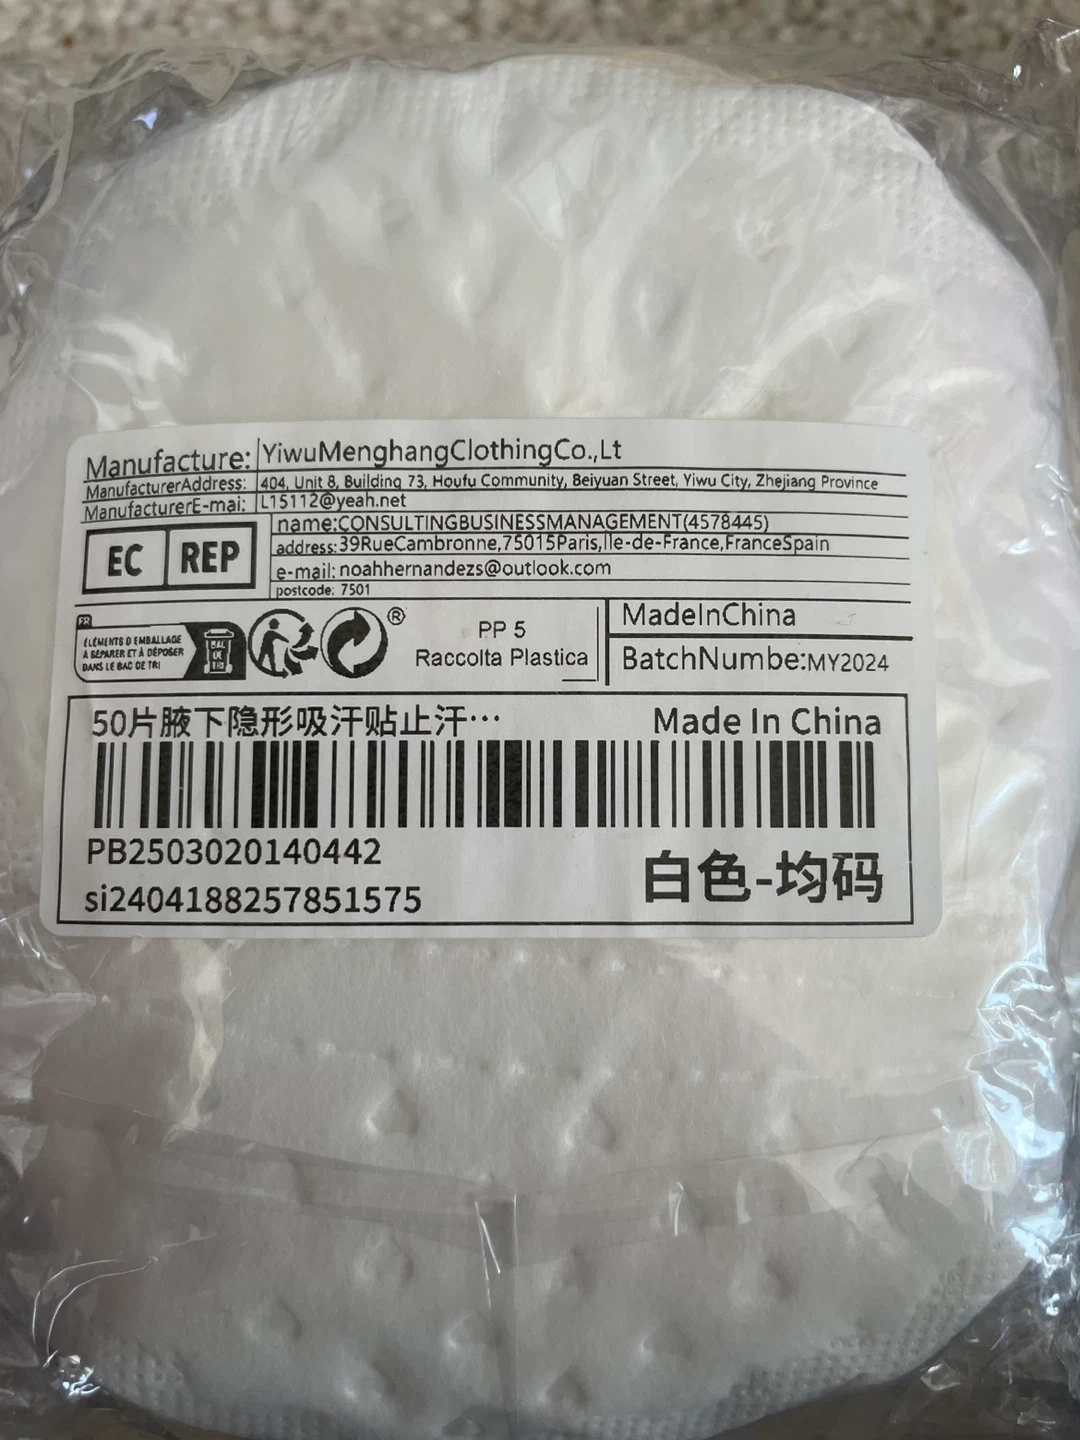 Manufacture: YiwuMenghangClothingCo.,Lt
ManufacturerAddress: 404, Unit 8, Building 73, Houfu Community, Beiyuan Street, Yiwu City, Zhejiang Province
ManufacturerE-mai: L15112@yeah.net
EC REP
name:CONSULTINGBUSINESSMANAGEMENT(4578445)
address:39RueCambronne,75015Paris,Ile-de-France,FranceSpain
e-mail: noahhernandezs@outlook.com
postcode: 7501
FR
ÉLÉMENTS D'EMBALLAGE
À SÉPARER ET À DÉPOSER
DANS LE BAC DE TRI
BAC
DE
TRI
®
PP 5
Raccolta Plastica
MadeInChina
BatchNumbe:MY2024
50片腋下隐形吸汗贴止汗… Made In China
PB2503020140442
si2404188257851575
白色-均码